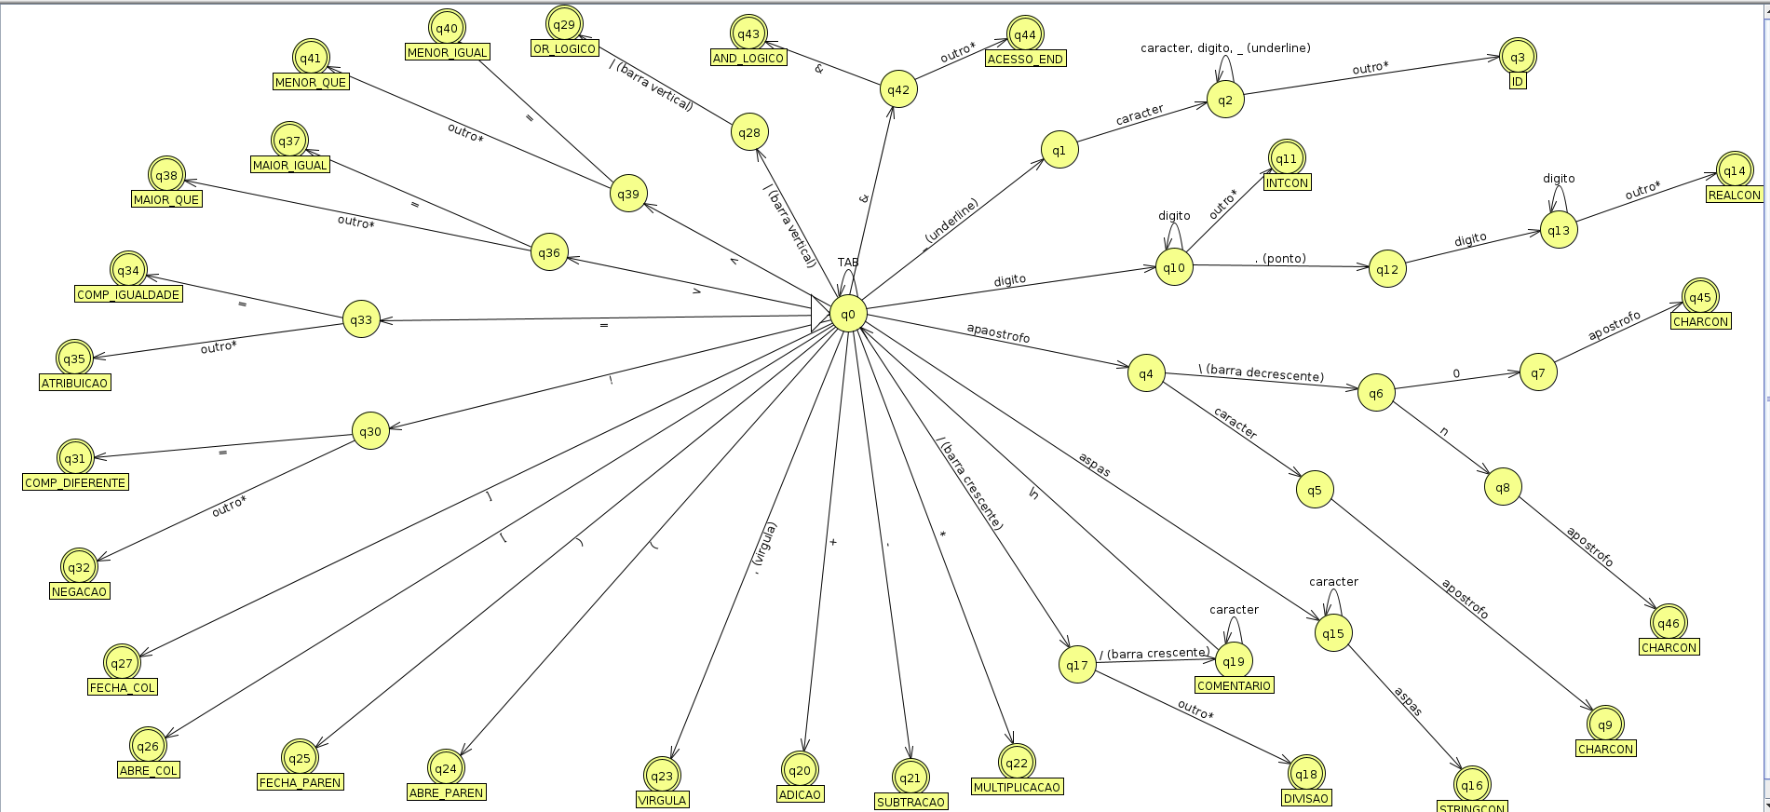 q40
MENOR_IGUAL
q29
OR_LOGICO
q43
AND_LOGICO
q44
ACESSO_END
q41
MENOR_QUE
q3
ID
caracter, digito, _ (underline)
outro*
outro*
&
q42
q2
| (barra vertical)
=
outro*
q28
caracter
q1
q37
MAIOR_IGUAL
q38
MAIOR_QUE
q11
INTCON
q14
REALCON
digito
outro*
q39
| (barra vertical)
&
_ (underline)
outro*
digito
q13
=
outro*
q36
<
TAB
digito
q10
. (ponto)
q12
digito
q34
COMP_IGUALDADE
=
>
q45
CHARCON
q33
=
q0
apaostrofo
apostrofo
q35
ATRIBUICAO
outro*
q4
\ (barra decrescente)
q6
0
q7
!
caracter
n
q30
q31
COMP_DIFERENTE
=
outro*
]
[
)
(
, (virgula)
+
-
*
/ (barra crescente)
\n
aspas
q5
q8
apostrofo
apostrofo
q32
NEGACAO
caracter
caracter
q15
q46
CHARCON
q27
FECHA_COL
q17
/ (barra crescente)
q19
COMENTARIO
outro*
aspas
q9
CHARCON
q26
ABRE_COL
q25
FECHA_PAREN
q24
ABRE_PAREN
q23
VIRGULA
q20
ADICAO
q21
SUBTRACAO
q22
MULTIPLICACAO
q18
DIVISAO
q16
STRINGCON